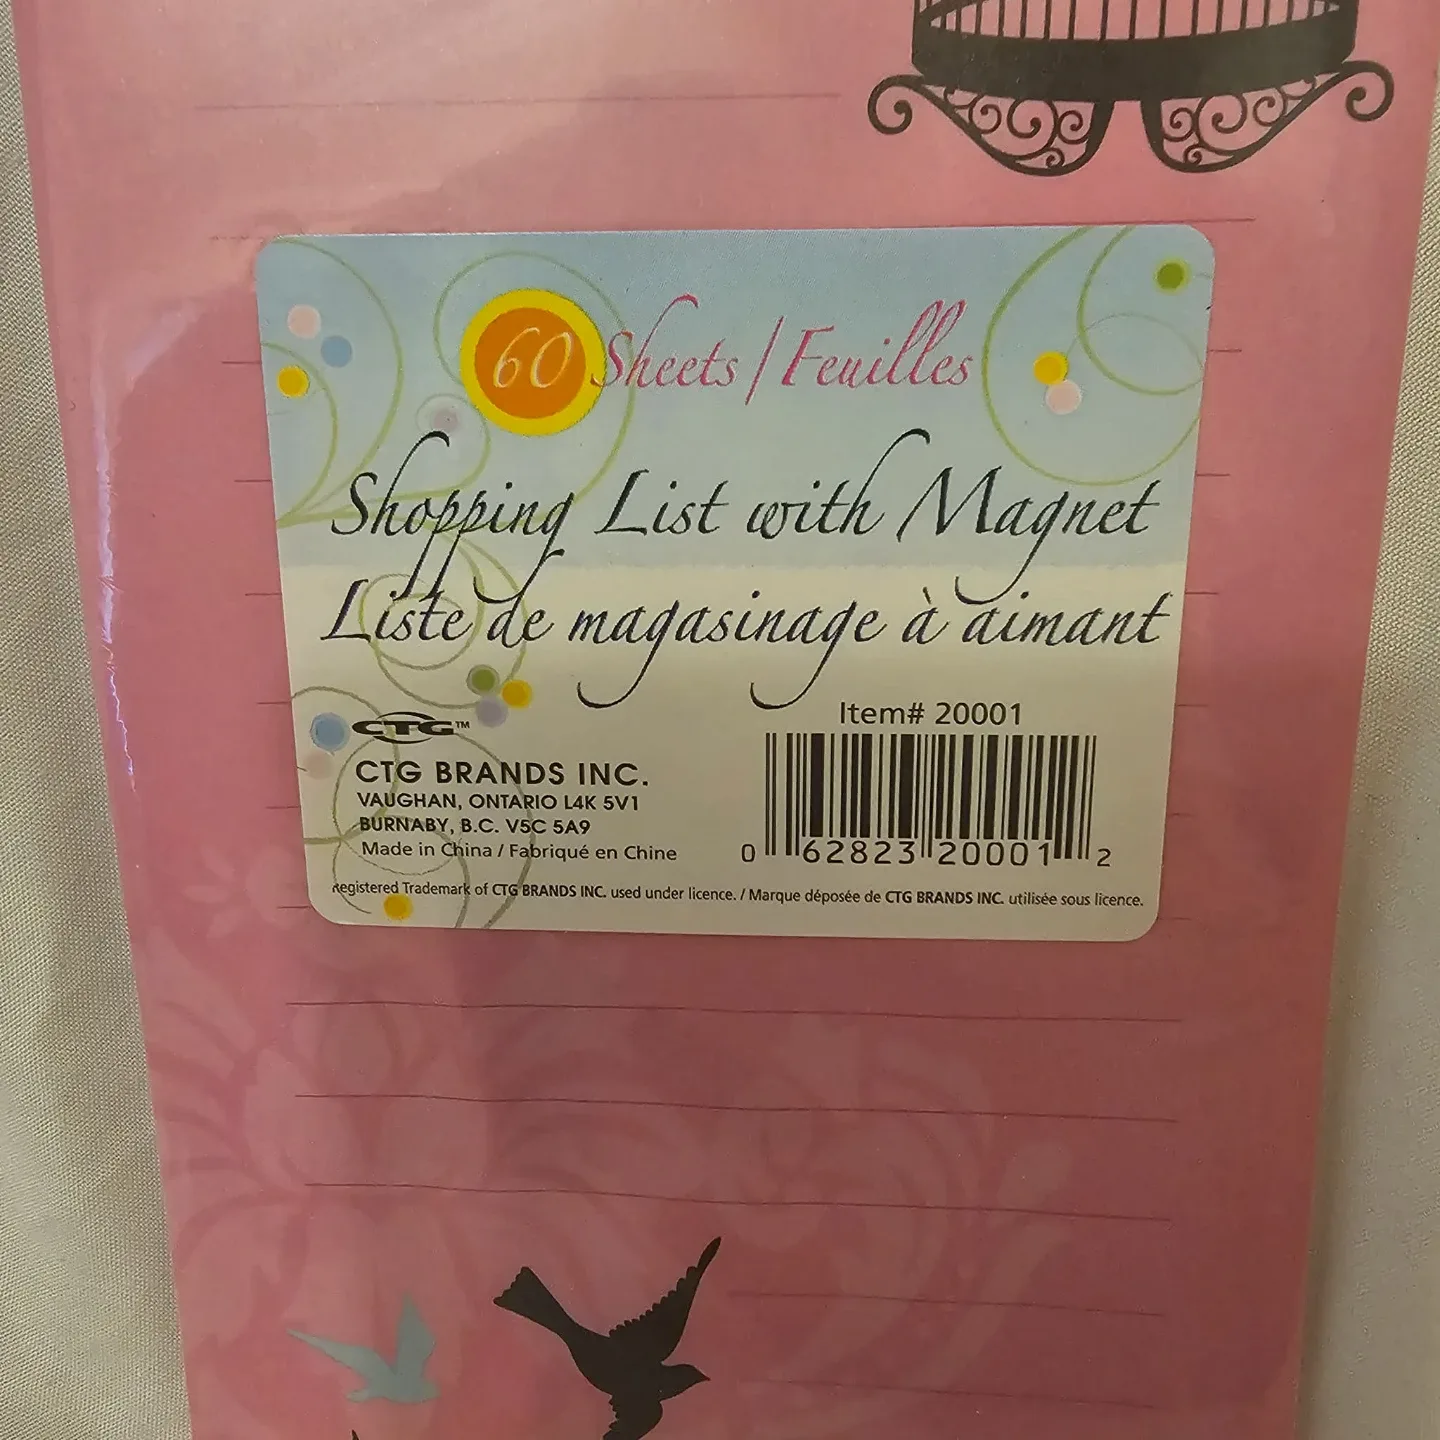 60 Sheets / Feuilles
Shopping List with Magnet
Liste de magasinage à aimant
CTG™
CTG BRANDS INC.
VAUGHAN, ONTARIO L4K 5V1
BURNABY, B.C. V5C 5A9
Made in China / Fabriqué en Chine
Item# 20001
0 62823 20001 2
Registered Trademark of CTG BRANDS INC. used under licence. / Marque déposée de CTG BRANDS INC. utilisée sous licence.